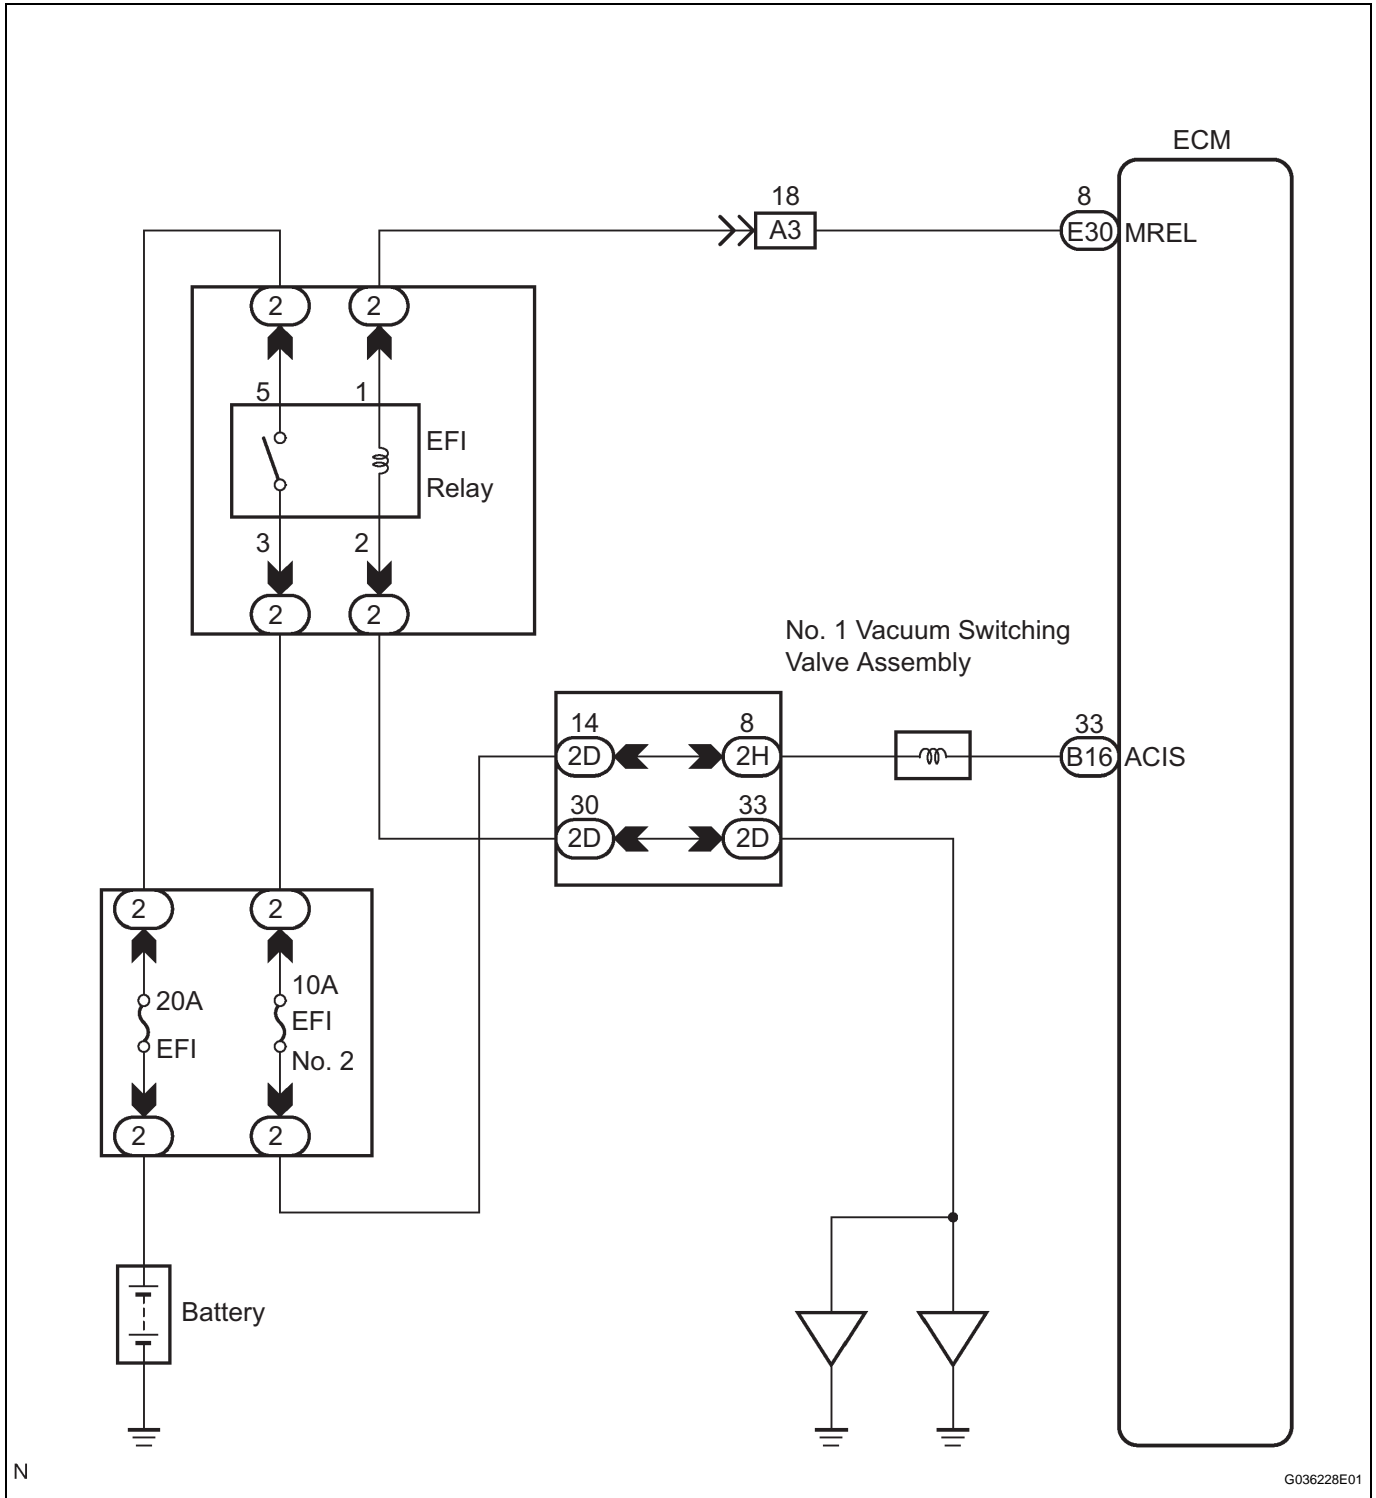 ECM
18
8
A3
E30
MREL
2
2
5
1
EFI
Relay
3
2
2
2
No. 1 Vacuum Switching
Valve Assembly
14
8
33
2D
2H
B16
ACIS
30
33
2D
2D
2
2
10A
20A
EFI
EFI
No. 2
2
2
Battery
N
G036228E01